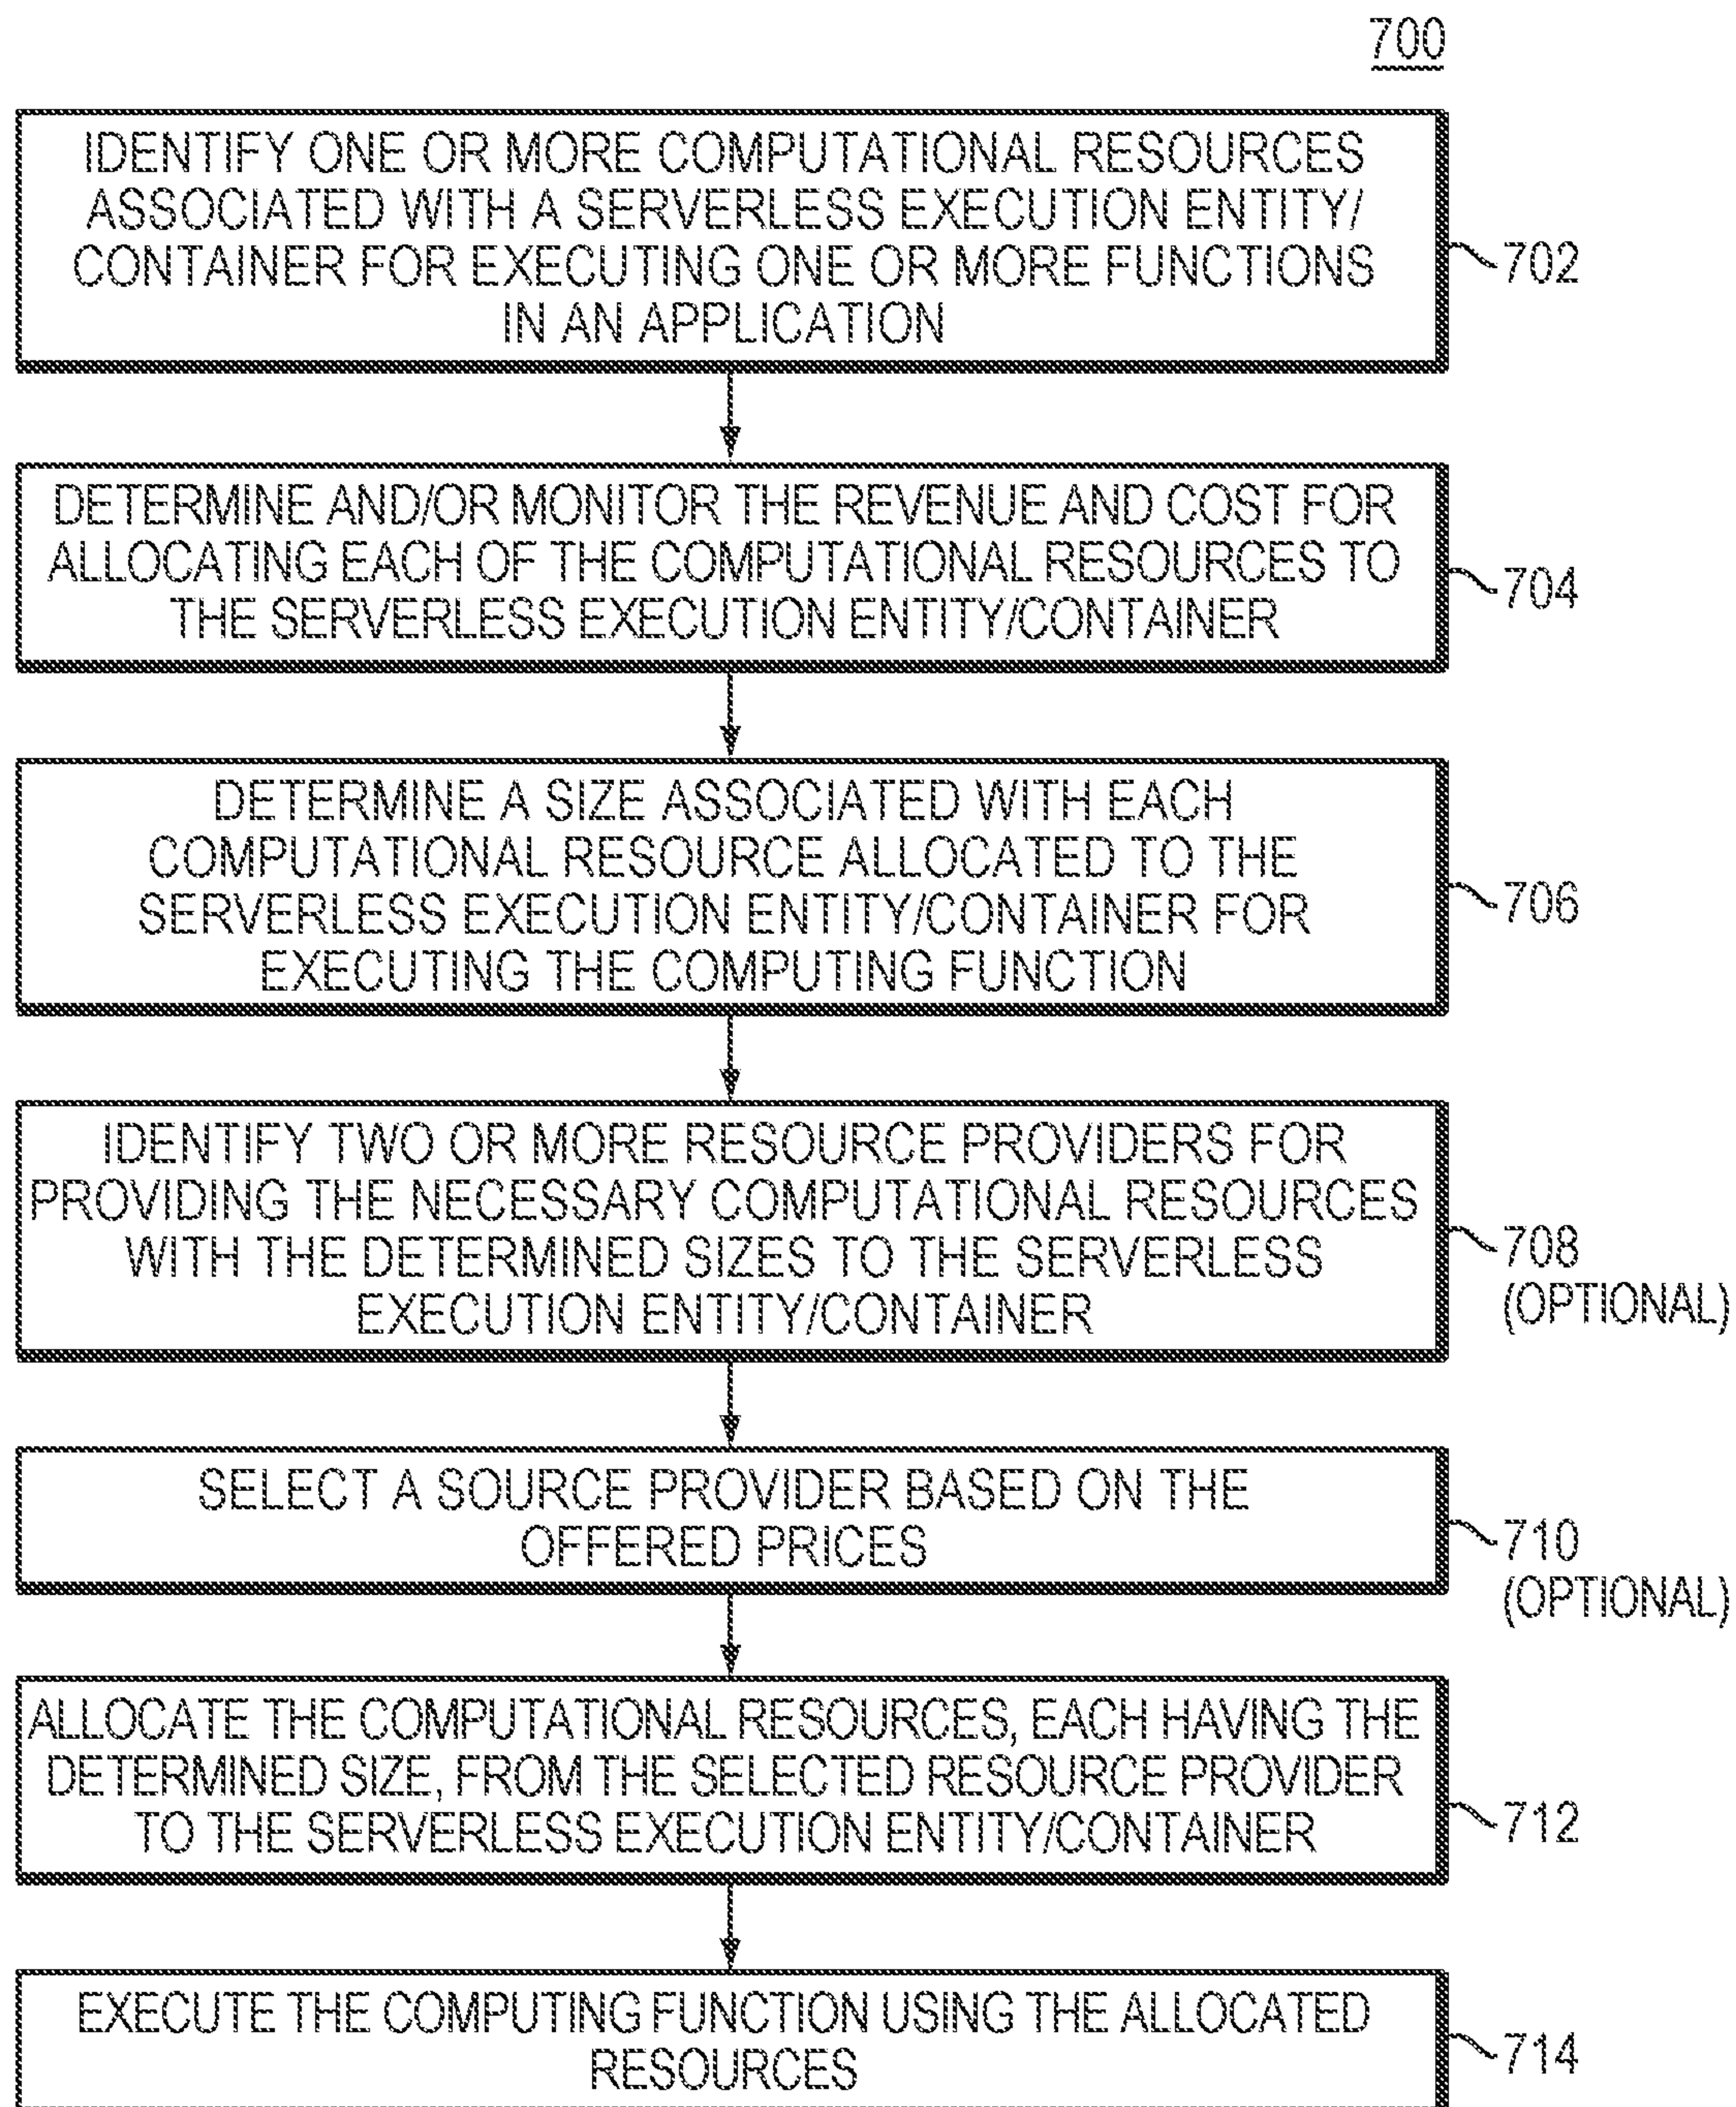 700
IDENTIFY ONE OR MORE COMPUTATIONAL RESOURCES
ASSOCIATED WITH A SERVERLESS EXECUTION ENTITY/
CONTAINER FOR EXECUTING ONE OR MORE FUNCTIONS
IN AN APPLICATION
702
DETERMINE AND/OR MONITOR THE REVENUE AND COST FOR
ALLOCATING EACH OF THE COMPUTATIONAL RESOURCES TO
THE SERVERLESS EXECUTION ENTITY/CONTAINER
704
DETERMINE A SIZE ASSOCIATED WITH EACH
COMPUTATIONAL RESOURCE ALLOCATED TO THE
SERVERLESS EXECUTION ENTITY/CONTAINER FOR
EXECUTING THE COMPUTING FUNCTION
706
IDENTIFY TWO OR MORE RESOURCE PROVIDERS FOR
PROVIDING THE NECESSARY COMPUTATIONAL RESOURCES
WITH THE DETERMINED SIZES TO THE SERVERLESS
EXECUTION ENTITY/CONTAINER
708
(OPTIONAL)
SELECT A SOURCE PROVIDER BASED ON THE
OFFERED PRICES
710
(OPTIONAL)
ALLOCATE THE COMPUTATIONAL RESOURCES, EACH HAVING THE
DETERMINED SIZE, FROM THE SELECTED RESOURCE PROVIDER
TO THE SERVERLESS EXECUTION ENTITY/CONTAINER
712
EXECUTE THE COMPUTING FUNCTION USING THE ALLOCATED
RESOURCES
714